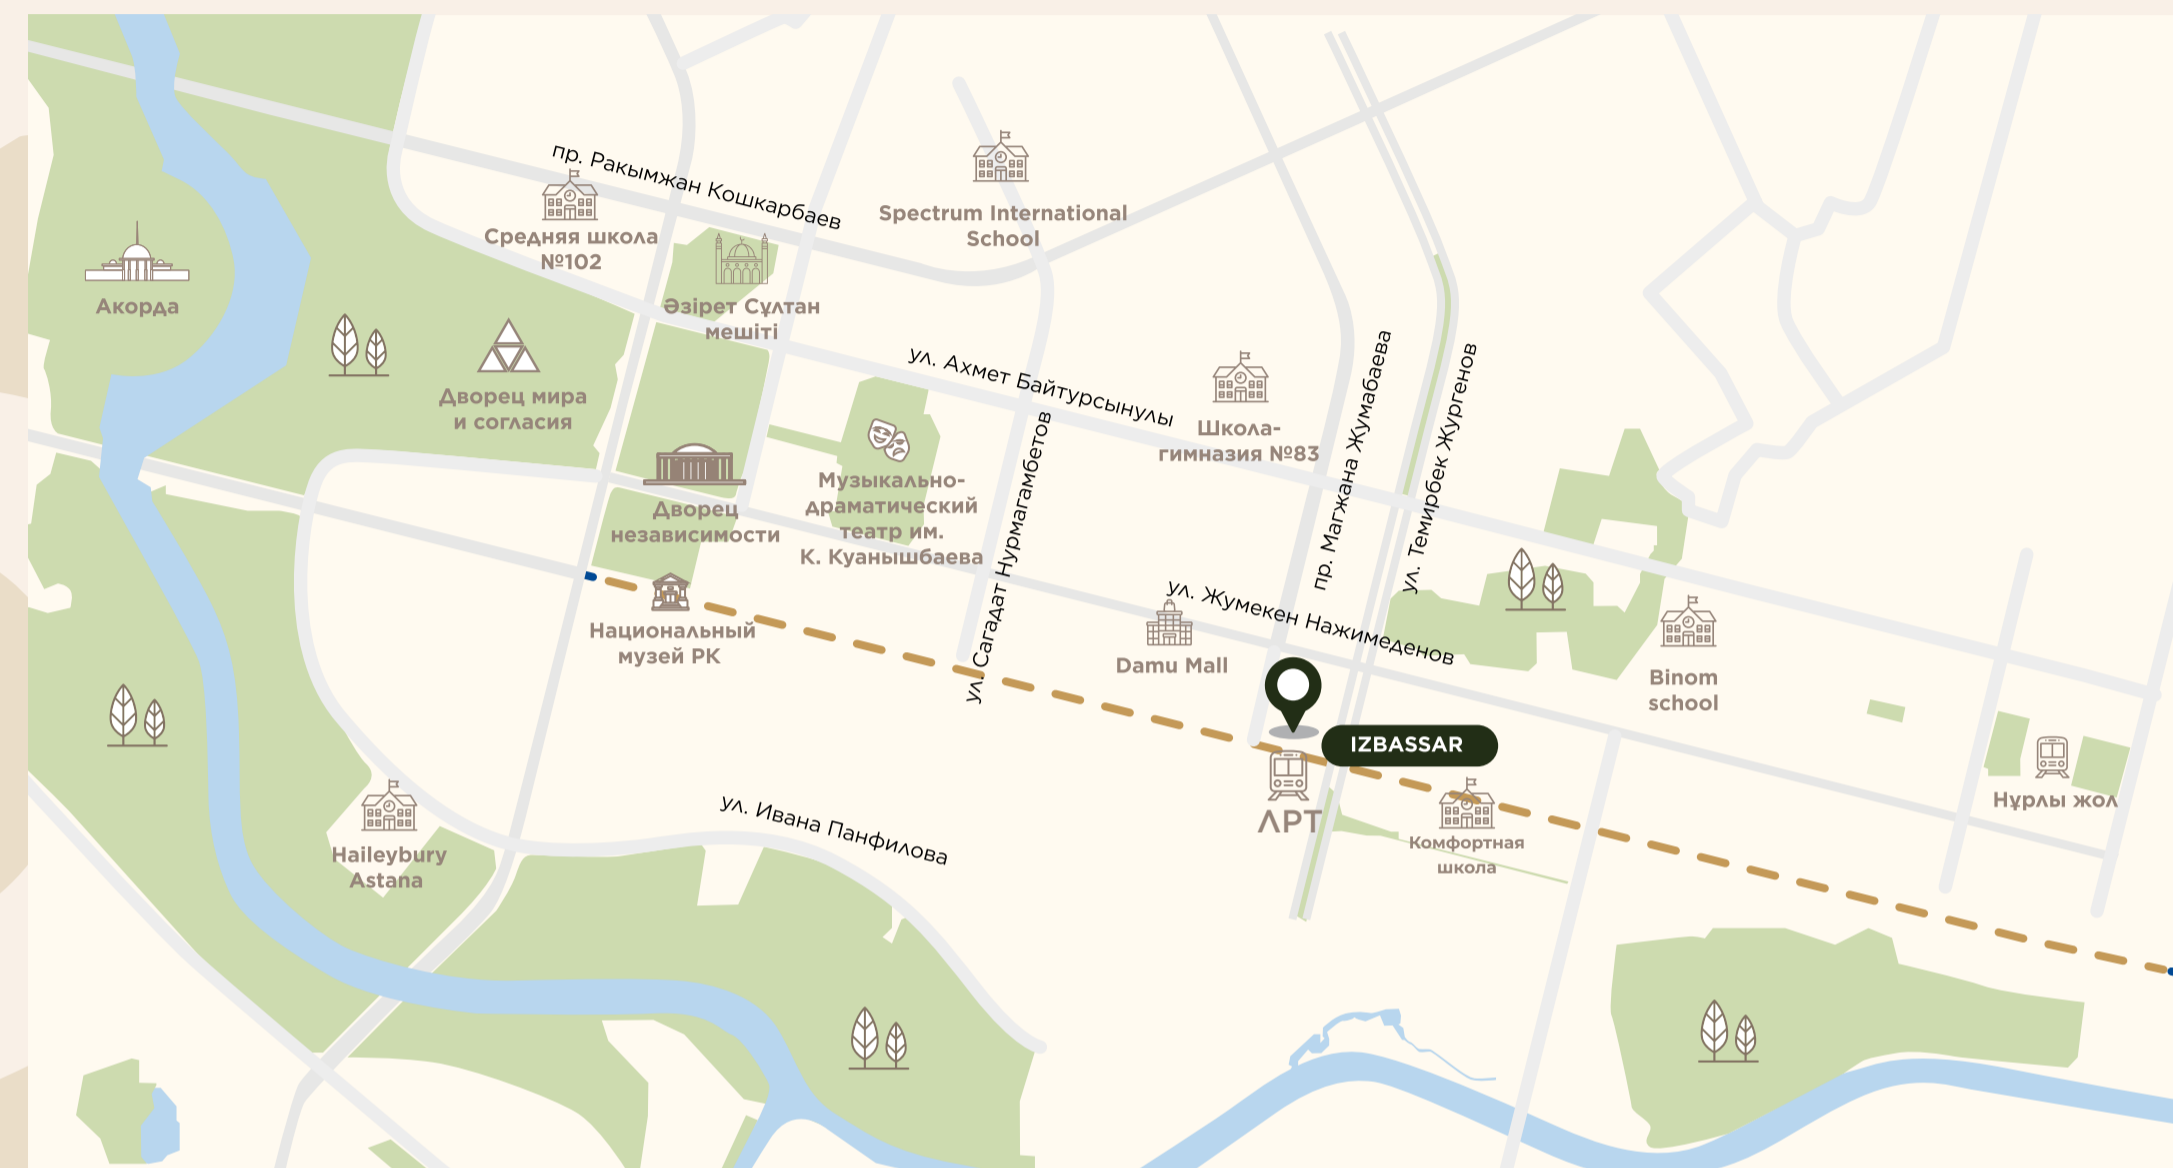 пр. Ракымжан Кошкарбаев
Spectrum International
School
Средняя школа
№102
Акорда
Әзірет Сұлтан
мешіті
ул. Ахмет Байтурсынулы
Дворец мира
и согласия
Школа-
гимназия №83
пр. Магжана Жумабаева
ул. Темирбек Жургенов
Музыкально-
драматический
театр им.
К. Куанышбаева
Дворец
независимости
ул. Сагадат Нурмагамбетов
ул. Жумекен Нажимеденов
Национальный
музей РК
Damu Mall
Binom
school
IZBASSAR
Нұрлы жол
ЛРТ
ул. Ивана Панфилова
Комфортная
школа
Haileybury
Astana